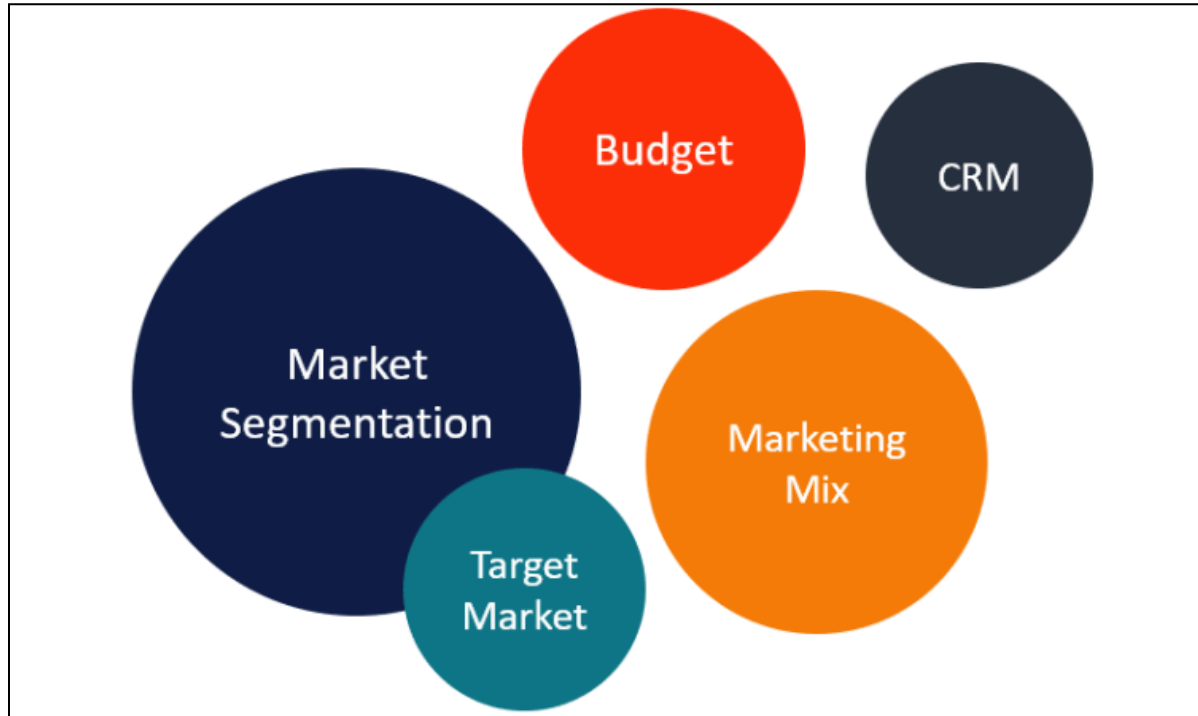 Budget
CRM
Market
Segmentation
Marketing
Mix
Target
Market